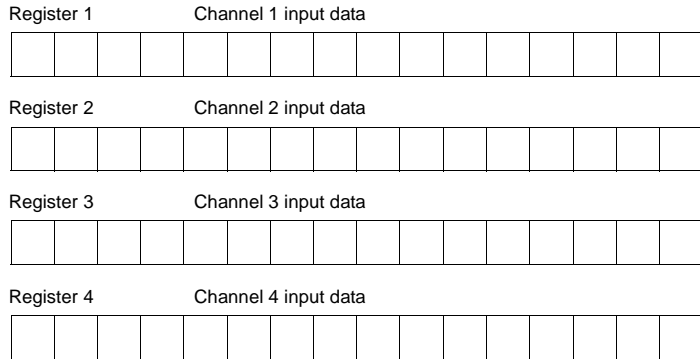 Register 1 Channel 1 input data
Register 2 Channel 2 input data
Register 3 Channel 3 input data
Register 4 Channel 4 input data